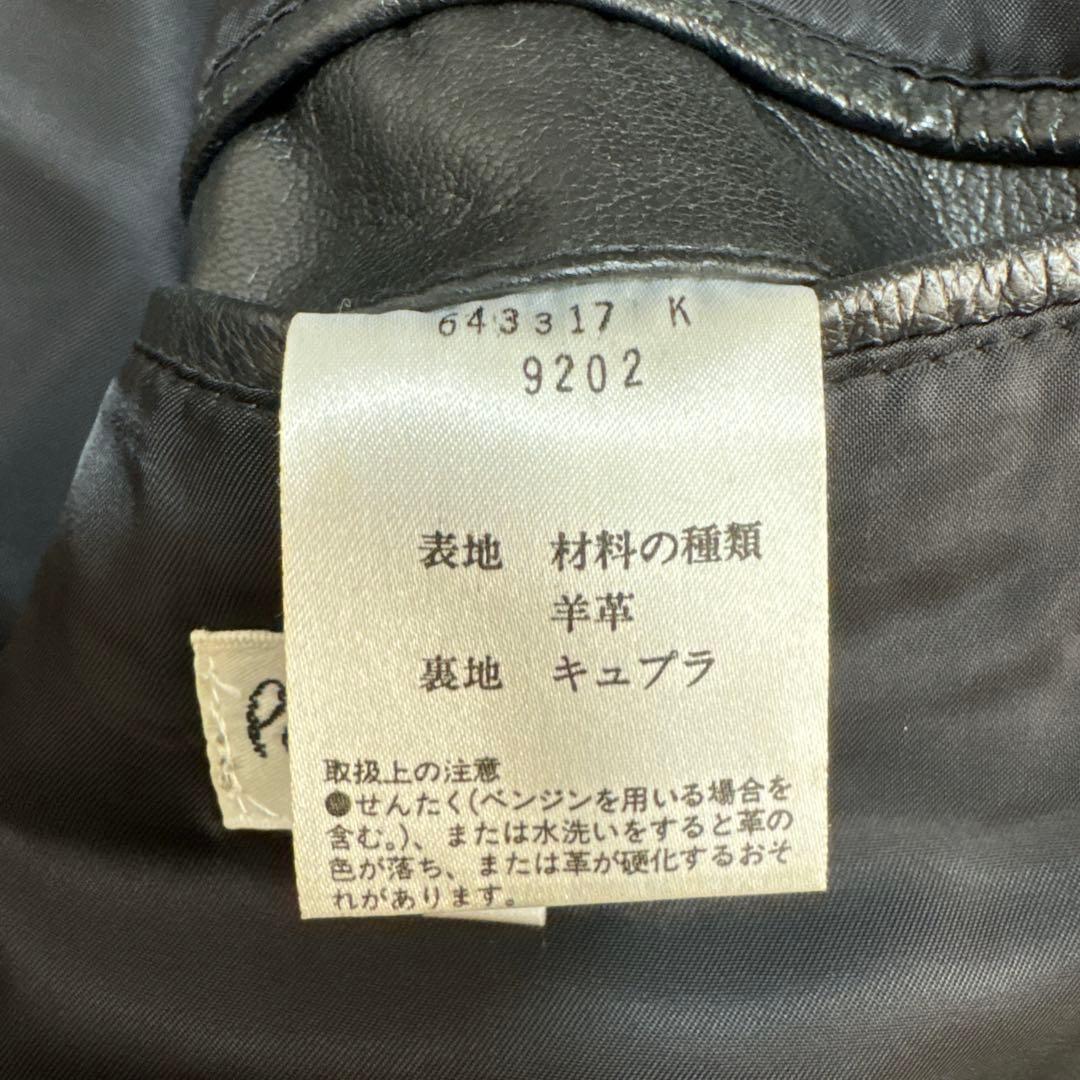 643317 K
9202
表地 材料の種類
羊革
裏地 キュプラ
取扱上の注意
●せんたく(ベンジンを用いる場合を
含む。)、または水洗いをすると革の
色が落ち、または革が硬化するおそ
れがあります。